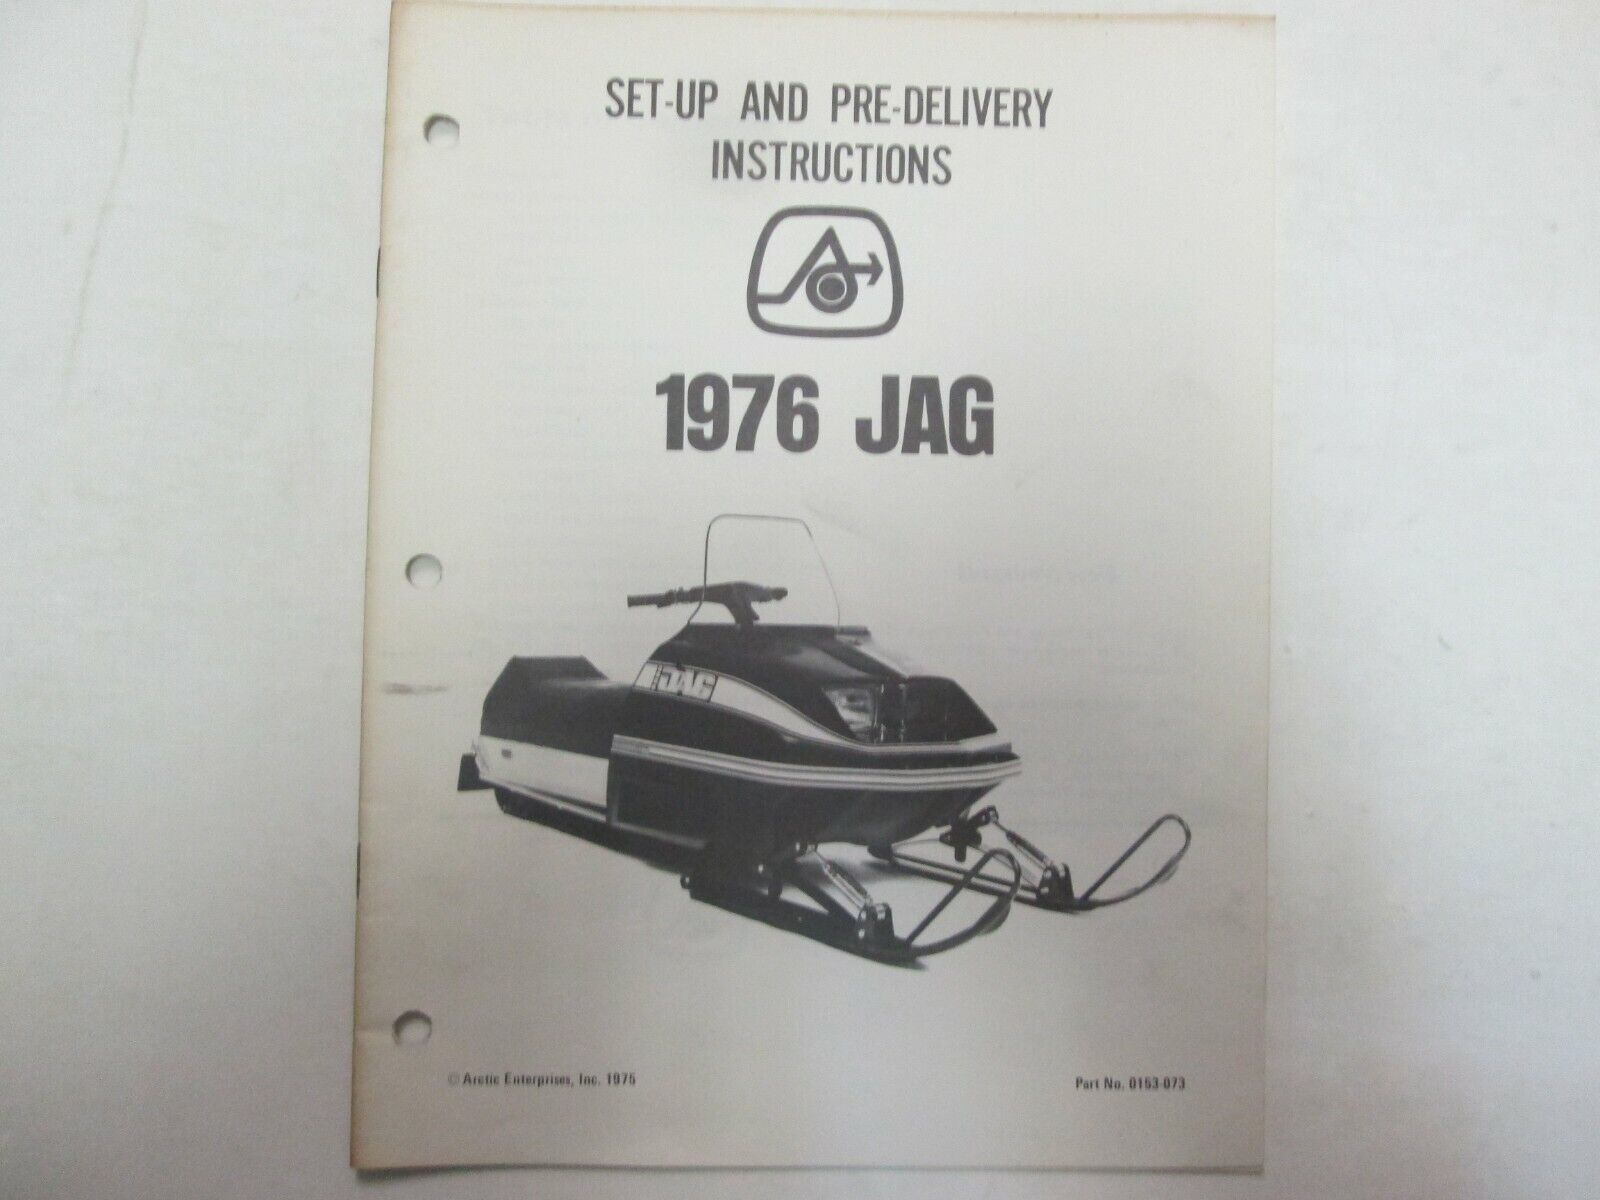 SET-UP AND PRE-DELIVERY
INSTRUCTIONS
1976 JAG
JAG
© Arctic Enterprises, Inc. 1975
Part No. 0153-073